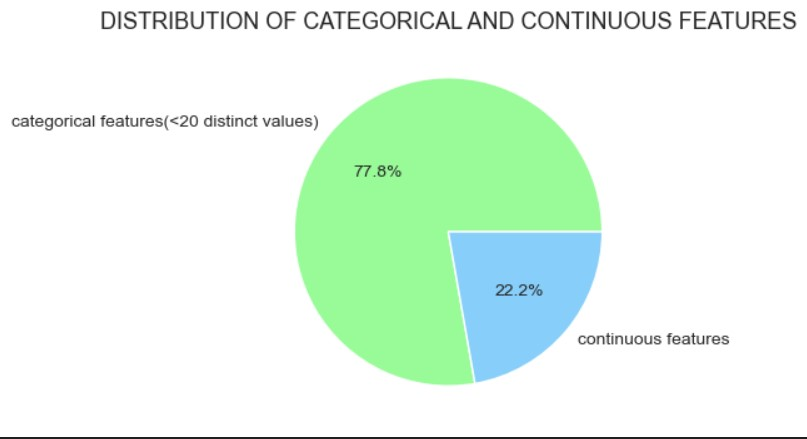 DISTRIBUTION OF CATEGORICAL AND CONTINUOUS FEATURES
categorical features(<20 distinct values)
77.8%
22.2%
continuous features